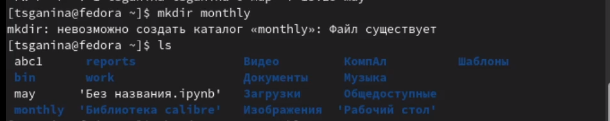 [tsganina@fedora ~]$ mkdir monthly
mkdir: невозможно создать каталог «monthly»: Файл существует
[tsganina@fedora ~]$ ls
abc1 reports Видео КомпАл Шаблоны
bin work Документы Музыка
may 'Без названия.ipynb' Загрузки Общедоступные
monthly 'Библиотека calibre' Изображения 'Рабочий стол'